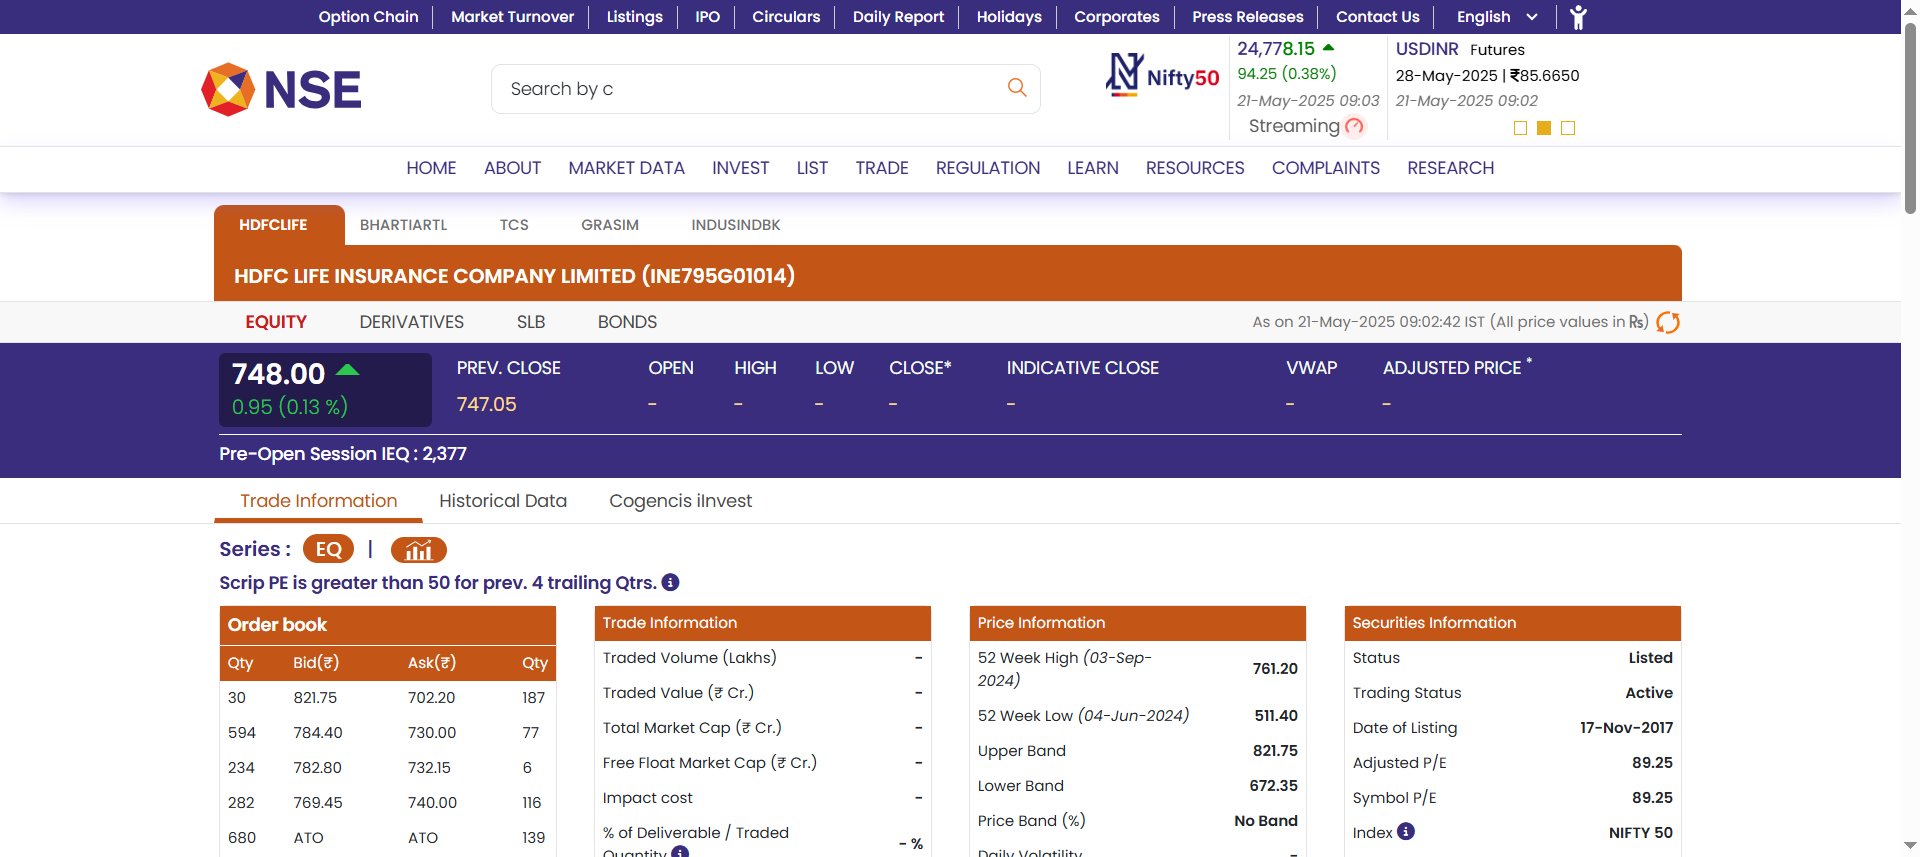 Option Chain Market Turnover Listings IPO Circulars Daily Report Holidays Corporates Press Releases Contact Us English
NSE
Search by c
Nifty50
24,778.15
94.25 (0.38%)
21-May-2025 09:03
Streaming
USDINR Futures
28-May-2025 | ₹85.6650
21-May-2025 09:02
HOME ABOUT MARKET DATA INVEST LIST TRADE REGULATION LEARN RESOURCES COMPLAINTS RESEARCH
HDFCLIFE BHARTIARTL TCS GRASIM INDUSINDBK
HDFC LIFE INSURANCE COMPANY LIMITED (INE795G01014)
EQUITY DERIVATIVES SLB BONDS
As on 21-May-2025 09:02:42 IST (All price values in ₨)
748.00
0.95 (0.13 %)
PREV. CLOSE OPEN HIGH LOW CLOSE* INDICATIVE CLOSE VWAP ADJUSTED PRICE *
747.05 - - - - - - -
Pre-Open Session IEQ : 2,377
Trade Information Historical Data Cogencis iInvest
Series : EQ |
Scrip PE is greater than 50 for prev. 4 trailing Qtrs. i
Order book
Qty Bid(₹) Ask(₹) Qty
30 821.75 702.20 187
594 784.40 730.00 77
234 782.80 732.15 6
282 769.45 740.00 116
680 ATO ATO 139
Trade Information
Traded Volume (Lakhs) -
Traded Value (₹ Cr.) -
Total Market Cap (₹ Cr.) -
Free Float Market Cap (₹ Cr.) -
Impact cost -
% of Deliverable / Traded
Quantity i - %
Price Information
52 Week High (03-Sep-
2024) 761.20
52 Week Low (04-Jun-2024) 511.40
Upper Band 821.75
Lower Band 672.35
Price Band (%) No Band
Daily Volatility -
Securities Information
Status Listed
Trading Status Active
Date of Listing 17-Nov-2017
Adjusted P/E 89.25
Symbol P/E 89.25
Index i NIFTY 50